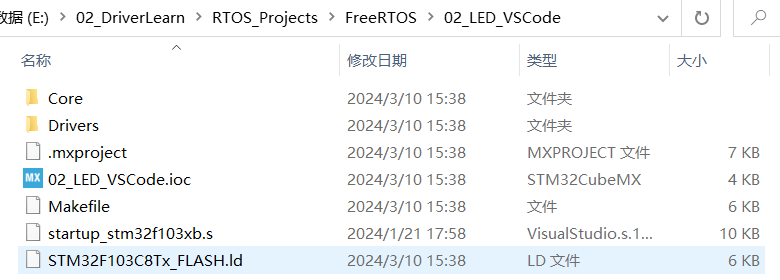 数据 (E:) › 02_DriverLearn › RTOS_Projects › FreeRTOS › 02_LED_VSCode
名称 修改日期 类型 大小
Core 2024/3/10 15:38 文件夹
Drivers 2024/3/10 15:38 文件夹
.mxproject 2024/3/10 15:38 MXPROJECT 文件 7 KB
MX 02_LED_VSCode.ioc 2024/3/10 15:38 STM32CubeMX 4 KB
Makefile 2024/3/10 15:38 文件 6 KB
startup_stm32f103xb.s 2024/1/21 17:58 VisualStudio.s.1... 10 KB
STM32F103C8Tx_FLASH.ld 2024/3/10 15:38 LD 文件 6 KB